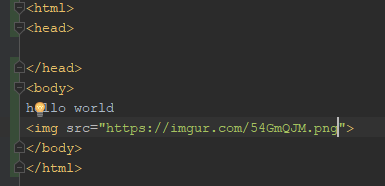 <html>
<head>
</head>
<body>
hello world
<img src="https://imgur.com/54GmQJM.png">
</body>
</html>